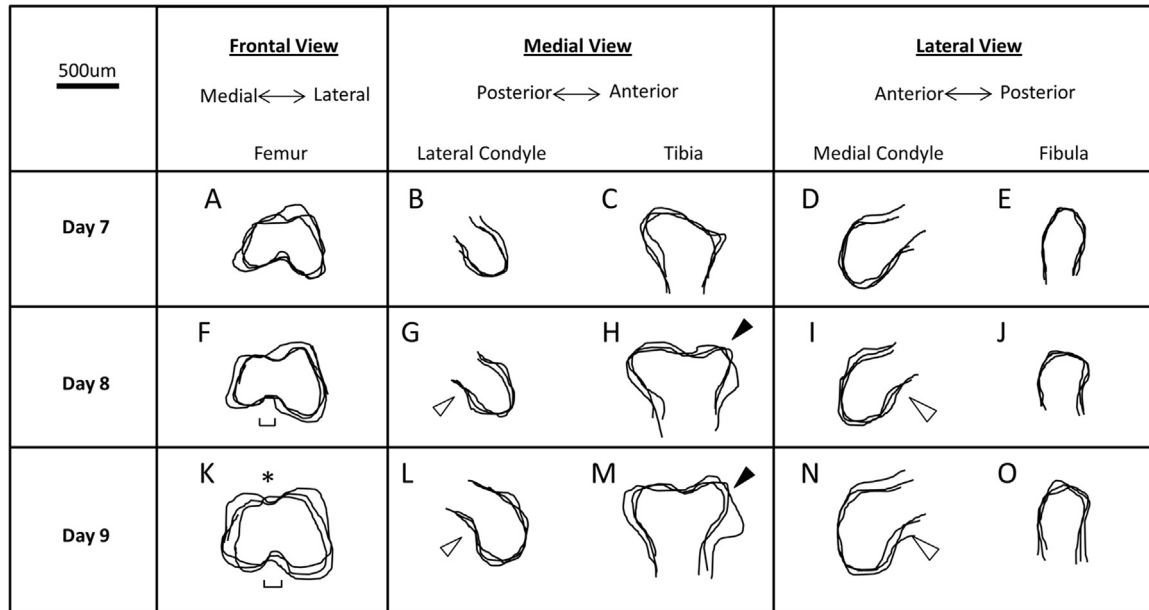 500um
Frontal View
Medial Lateral
Femur
Medial View
Posterior Anterior
Lateral Condyle Tibia
Lateral View
Anterior Posterior
Medial Condyle Fibula
Day 7
A B C D E
Day 8
F G H I J
Day 9
K * L M N O